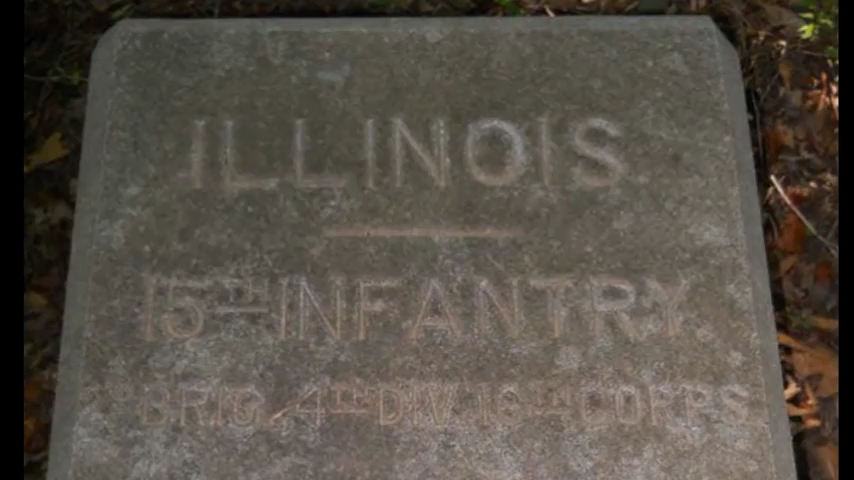 ILLINOIS.
15TH INFANTRY.
BRIG. 4TH DIV. 16TH CORPS.